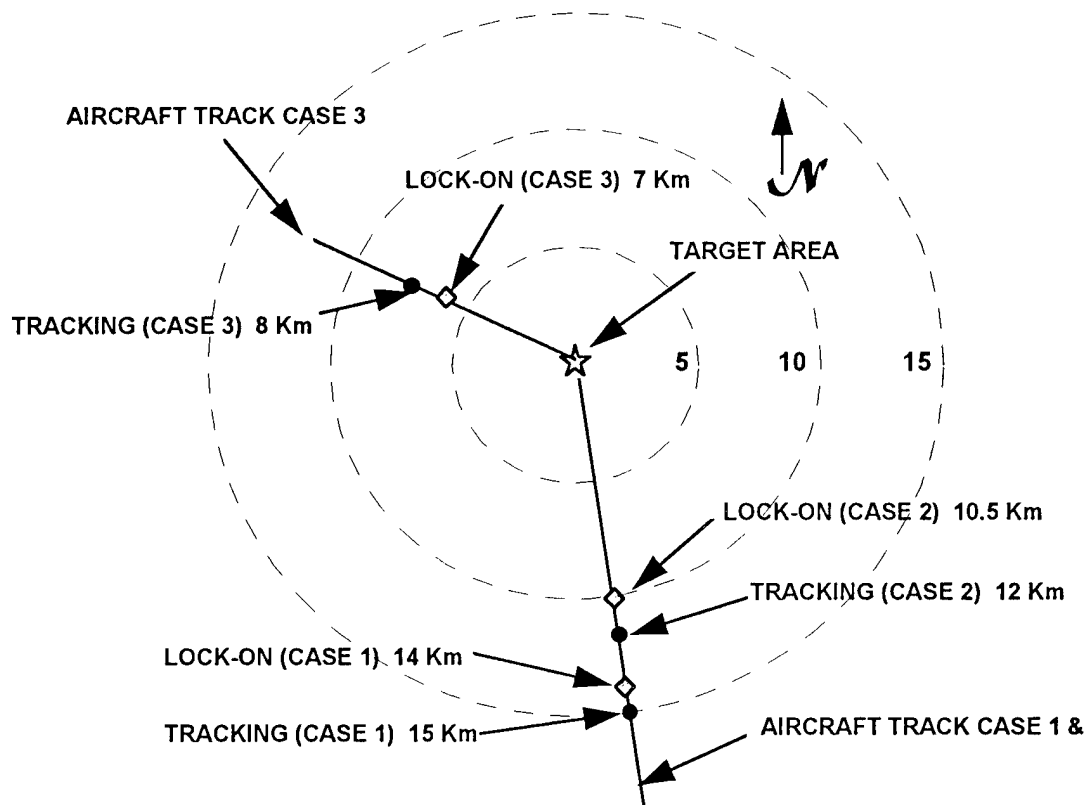 AIRCRAFT TRACK CASE 3
N
LOCK-ON (CASE 3) 7 Km
TARGET AREA
TRACKING (CASE 3) 8 Km
5 10 15
LOCK-ON (CASE 2) 10.5 Km
TRACKING (CASE 2) 12 Km
LOCK-ON (CASE 1) 14 Km
TRACKING (CASE 1) 15 Km
AIRCRAFT TRACK CASE 1 &